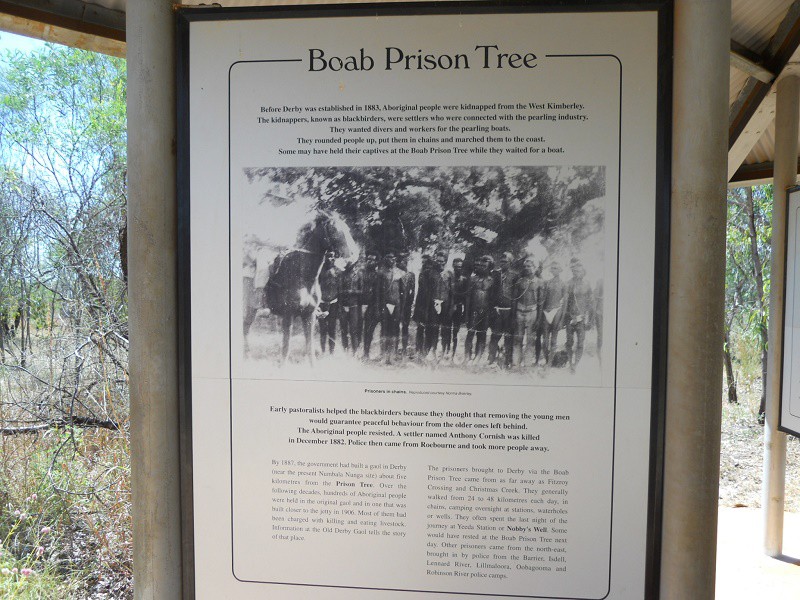 Boab Prison Tree
Before Derby was established in 1883, Aboriginal people were kidnapped from the West Kimberley.
The kidnappers, known as blackbirders, were settlers who were connected with the pearling industry.
They wanted divers and workers for the pearling boats.
They rounded people up, put them in chains and marched them to the coast.
Some may have held their captives at the Boab Prison Tree while they waited for a boat.
Prisoners in chains. Reproduced courtesy Norma
Early pastoralists helped the blackbirders because they thought that removing the young men
would guarantee peaceful behaviour from the older ones left behind.
The Aboriginal people resisted. A settler named Anthony Cornish was killed
in December 1882. Police then came from Roebourne and took more people away.
By 1887, the government had built a gaol in Derby
(near the present Numbala Nunga site) about five
kilometres from the Prison Tree. Over the
following decades, hundreds of Aboriginal people
were held in the original gaol and in one that was
built closer to the jetty in 1906. Most of them had
been charged with killing and eating livestock.
Information at the Old Derby Gaol tells the story
of that place.
The prisoners brought to Derby via the Boab
Prison Tree came from as far away as Fitzroy
Crossing and Christmas Creek. They generally
walked from 24 to 48 kilometres each day, in
chains, camping overnight at stations, waterholes
or wells. They often spent the last night of the
journey at Yeeda Station or Nobby's Well. Some
would have rested at the Boab Prison Tree next
day. Other prisoners came from the north-east,
brought in by police from the Barrier, Isdell,
Lennard River, Lillmaloora, Oobagooma and
Robinson River police camps.